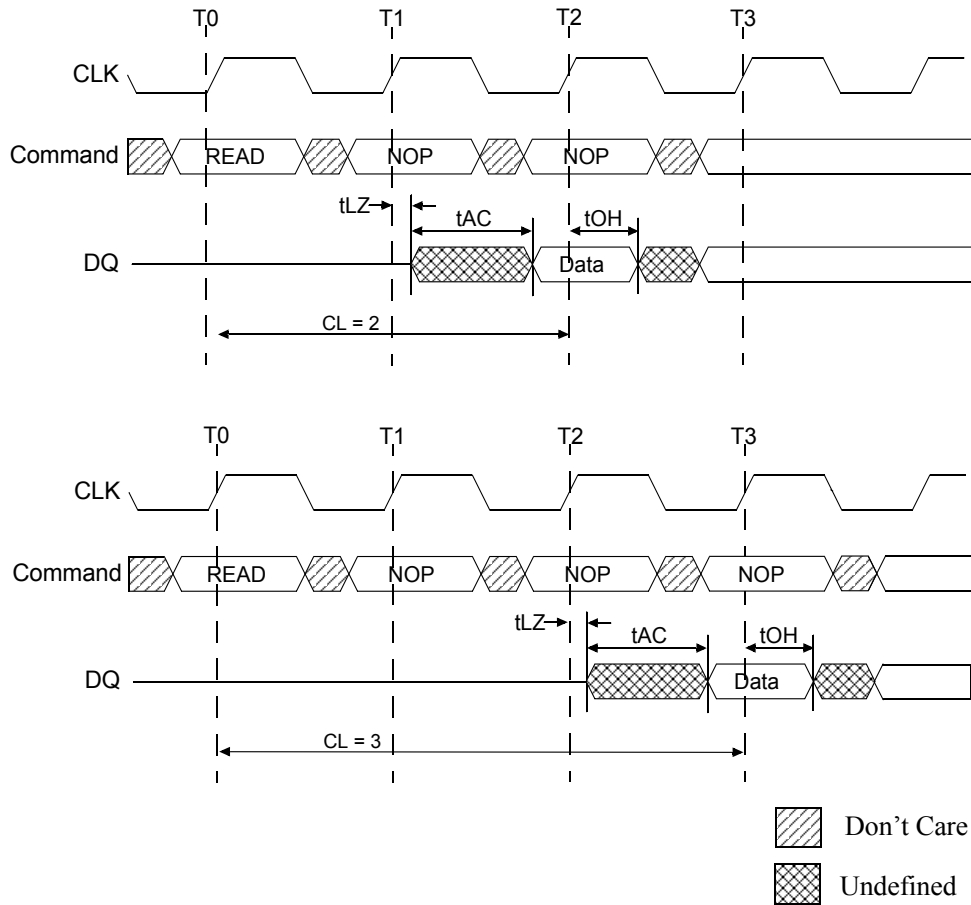 T0 T1 T2 T3
CLK
Command READ NOP NOP
tLZ tAC tOH
DQ Data
CL = 2
T0 T1 T2 T3
CLK
Command READ NOP NOP NOP
tLZ tAC tOH
DQ Data
CL = 3
Don't Care
Undefined